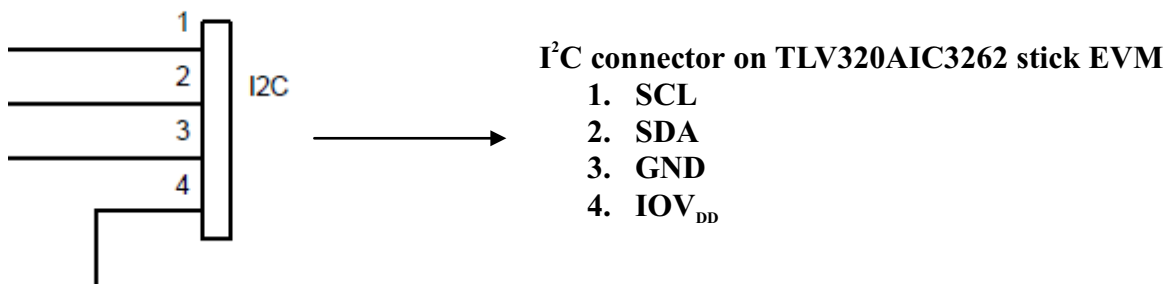 1
2
3
4
I2C
I²C connector on TLV320AIC3262 stick EVM
1. SCL
2. SDA
3. GND
4. IOV_DD